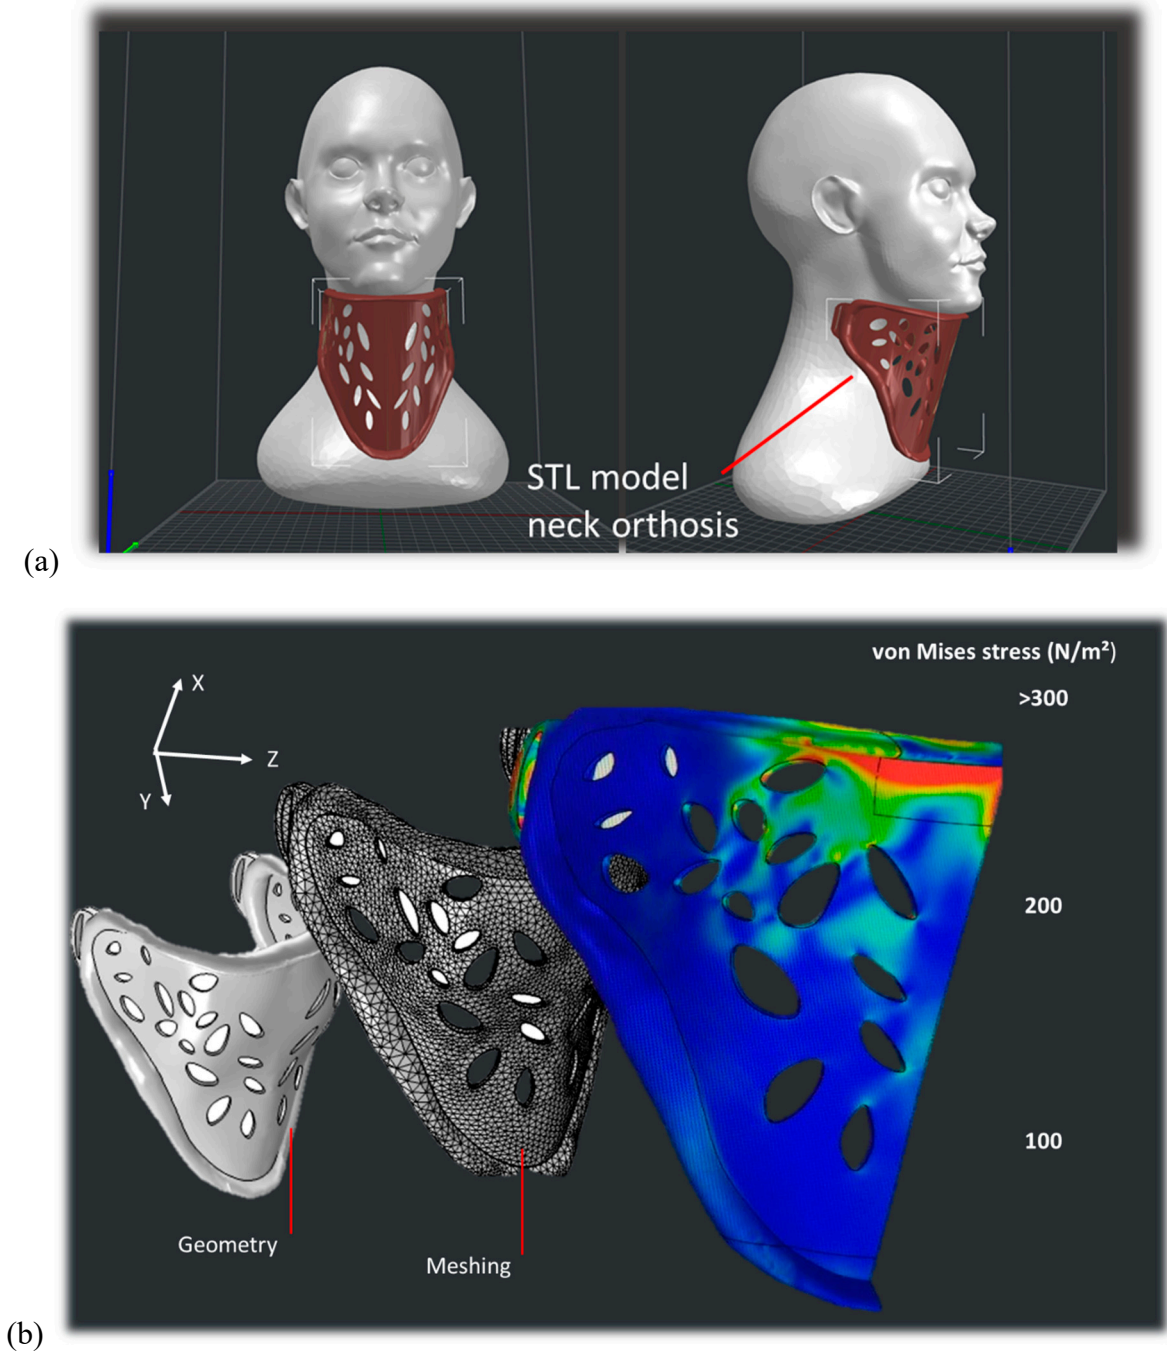 STL model
neck orthosis
(a)
von Mises stress (N/m²)
>300
X
Z
Y
200
100
Geometry
Meshing
(b)